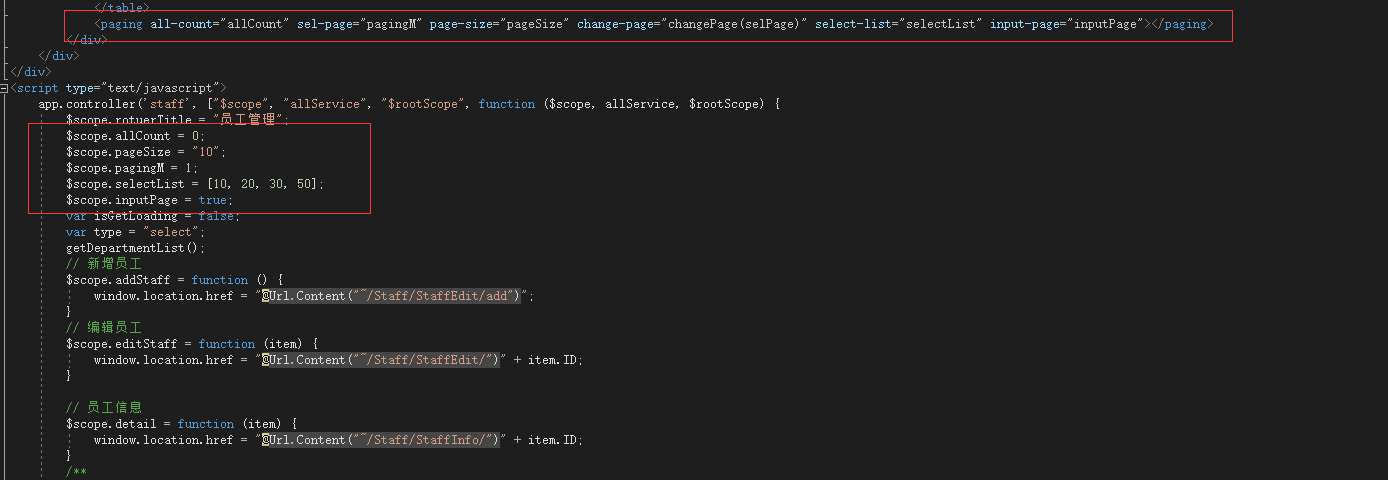 </table>
<paging all-count="allCount" sel-page="pagingM" page-size="pageSize" change-page="changePage(selPage)" select-list="selectList" input-page="inputPage"></paging>
</div>
</div>
</div>
<script type="text/javascript">
app.controller('staff', ["$scope", "allService", "$rootScope", function ($scope, allService, $rootScope) {
$scope.rotuerTitle = "员工管理";
$scope.allCount = 0;
$scope.pageSize = "10";
$scope.pagingM = 1;
$scope.selectList = [10, 20, 30, 50];
$scope.inputPage = true;
var isGetLoading = false;
var type = "select";
getDepartmentList();
// 新增员工
$scope.addStaff = function () {
window.location.href = "@Url.Content("~/Staff/StaffEdit/add")";
}
// 编辑员工
$scope.editStaff = function (item) {
window.location.href = "@Url.Content("~/Staff/StaffEdit/")" + item.ID;
}
// 员工信息
$scope.detail = function (item) {
window.location.href = "@Url.Content("~/Staff/StaffInfo/")" + item.ID;
}
/**